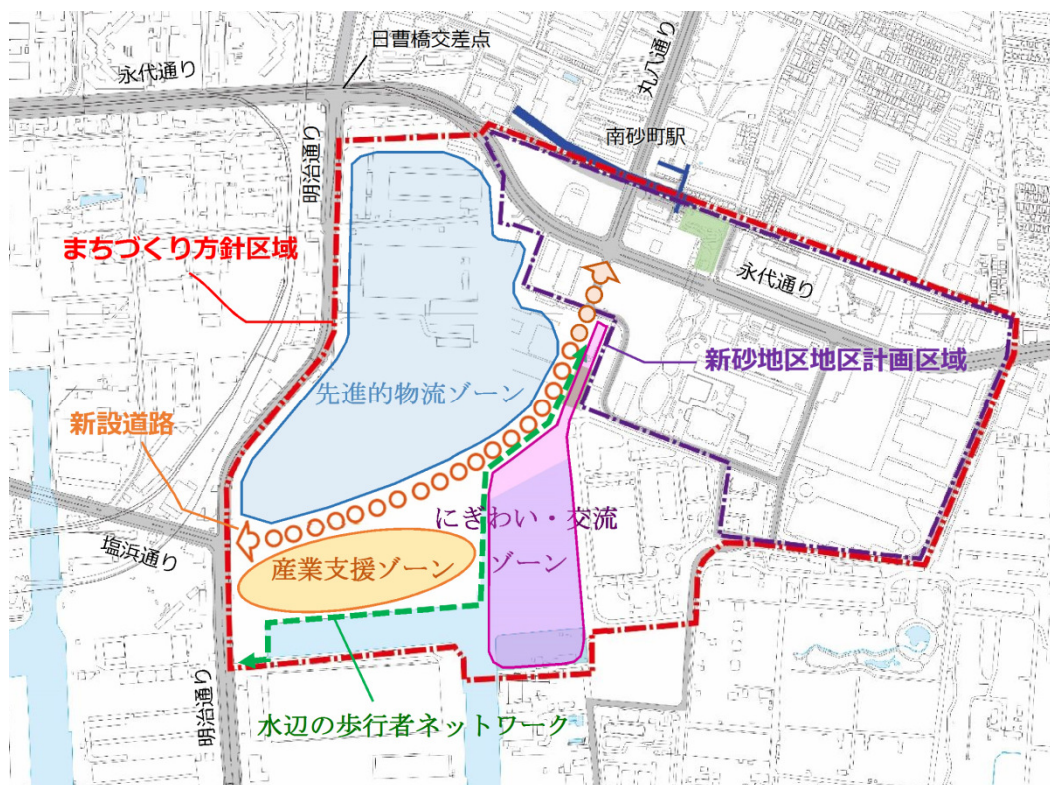 日曹橋交差点
永代通り
丸八通り
明治通り
南砂町駅
まちづくり方針区域
永代通り
新砂地区地区計画区域
先進的物流ゾーン
新設道路
にぎわい・交流
ゾーン
塩浜通り
産業支援ゾーン
明治通り
水辺の歩行者ネットワーク